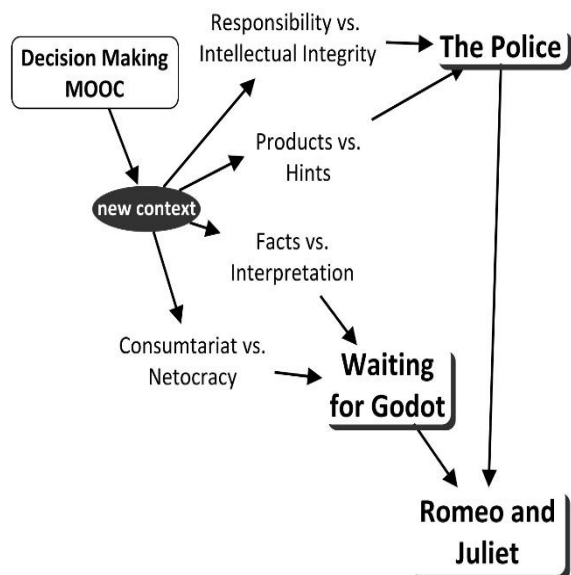 Responsibility vs.
Intellectual Integrity
The Police
Decision Making
MOOC
Products vs.
Hints
new context
Facts vs.
Interpretation
Consumtariat vs.
Netocracy
Waiting
for Godot
Romeo and
Juliet